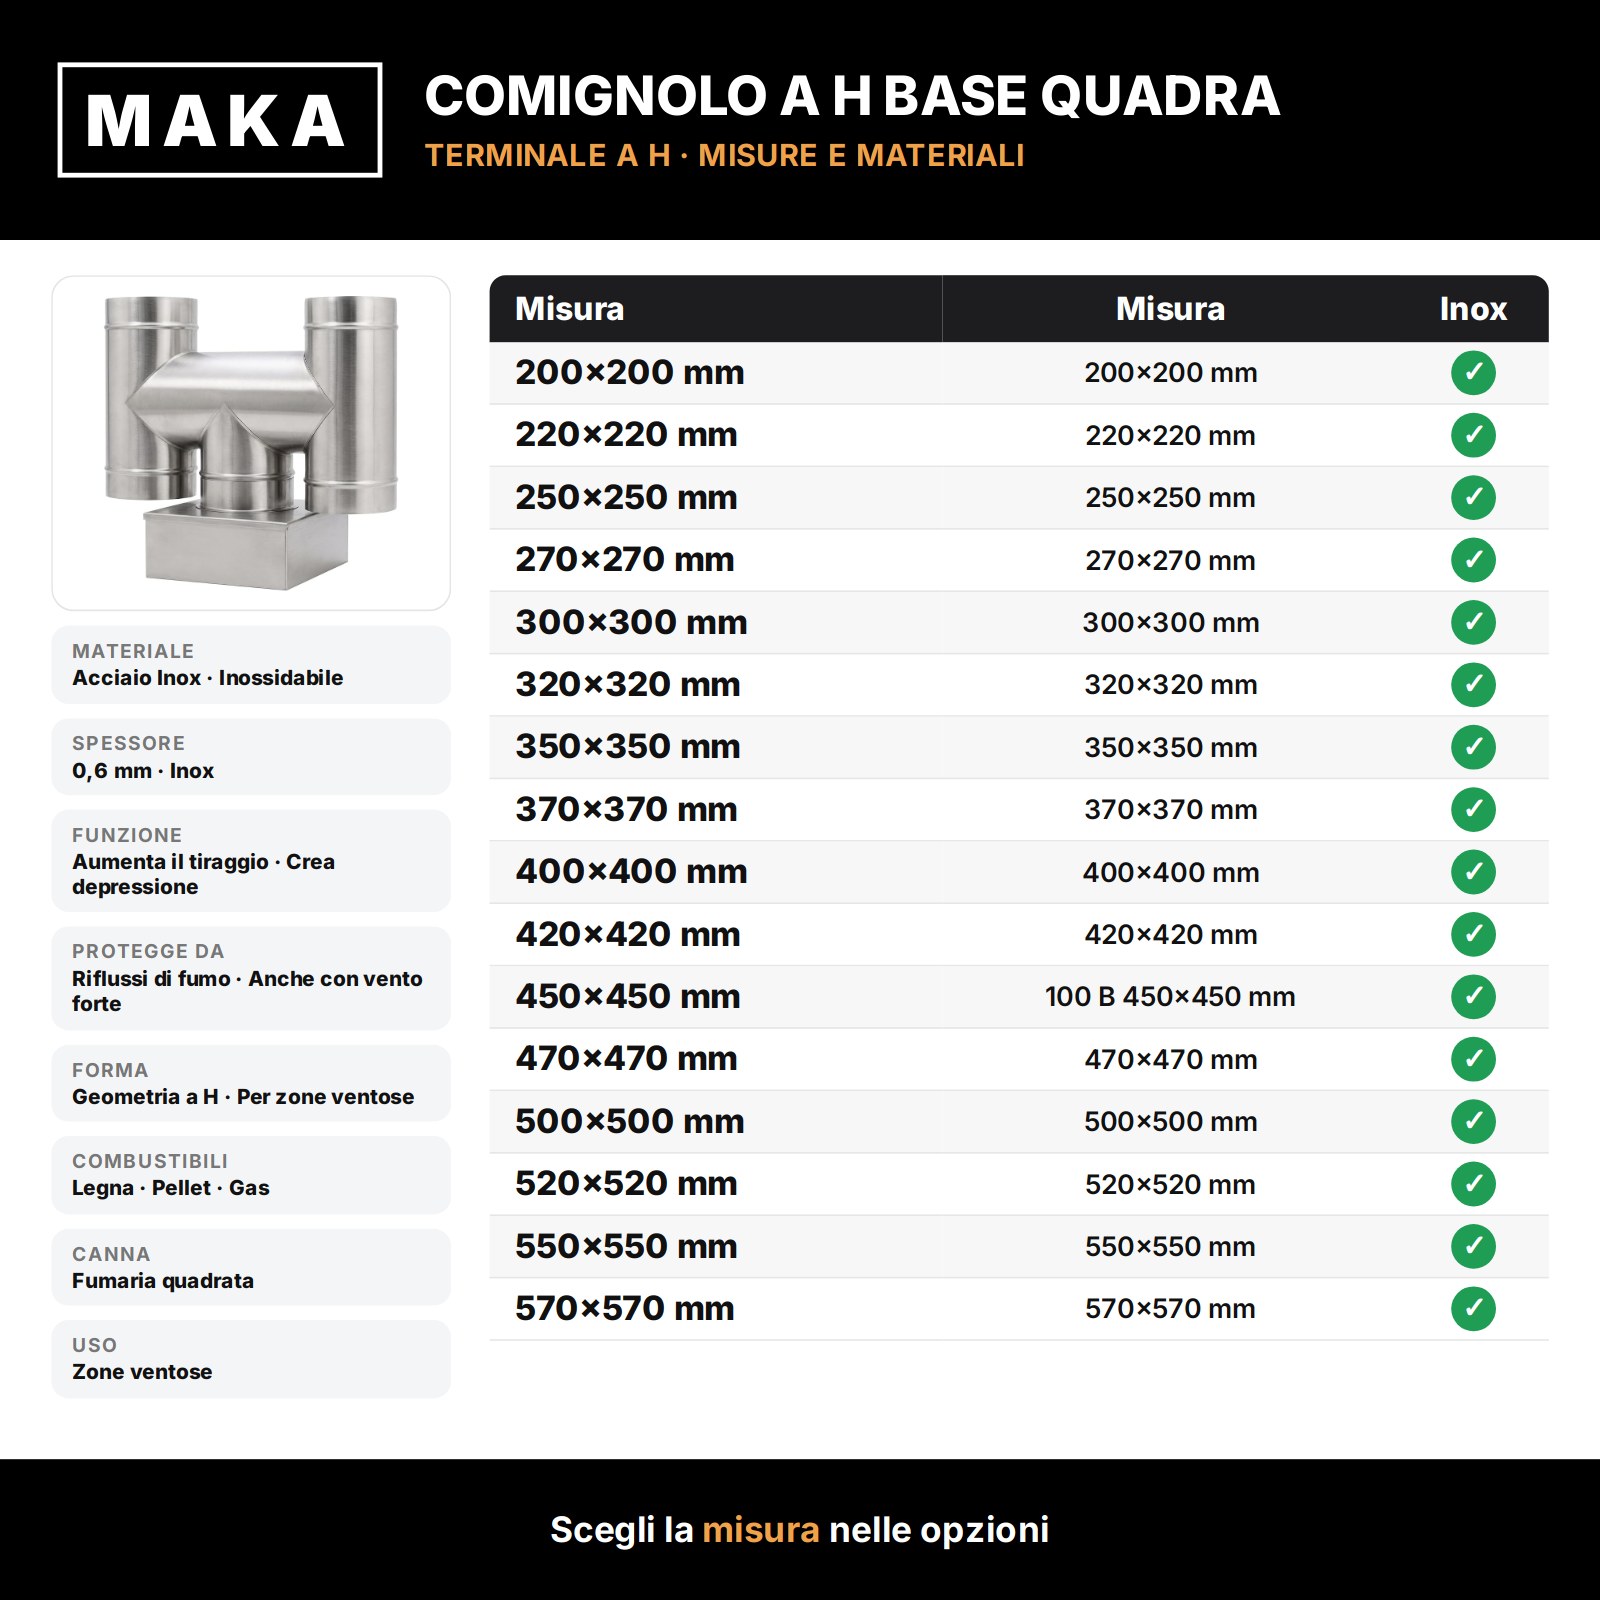 MAKA
COMIGNOLO A H BASE QUADRA
TERMINALE A H · MISURE E MATERIALI
MATERIALE
Acciaio Inox · Inossidabile
SPESSORE
0,6 mm · Inox
FUNZIONE
Aumenta il tiraggio · Crea
depressione
PROTEGGE DA
Riflussi di fumo · Anche con vento
forte
FORMA
Geometria a H · Per zone ventose
COMBUSTIBILI
Legna · Pellet · Gas
CANNA
Fumaria quadrata
USO
Zone ventose
Misura Misura Inox
200×200 mm 200×200 mm ✓
220×220 mm 220×220 mm ✓
250×250 mm 250×250 mm ✓
270×270 mm 270×270 mm ✓
300×300 mm 300×300 mm ✓
320×320 mm 320×320 mm ✓
350×350 mm 350×350 mm ✓
370×370 mm 370×370 mm ✓
400×400 mm 400×400 mm ✓
420×420 mm 420×420 mm ✓
450×450 mm 100 B 450×450 mm ✓
470×470 mm 470×470 mm ✓
500×500 mm 500×500 mm ✓
520×520 mm 520×520 mm ✓
550×550 mm 550×550 mm ✓
570×570 mm 570×570 mm ✓
Scegli la misura nelle opzioni